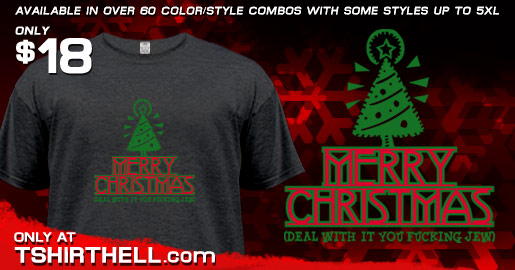 AVAILABLE IN OVER 60 COLOR/STYLE COMBOS WITH SOME STYLES UP TO 5XL
ONLY
$18
MERRY
CHRISTMAS
(DEAL WITH IT YOU FUCKING JEW)
MERRY
CHRISTMAS
(DEAL WITH IT YOU FUCKING JEW)
ONLY AT
TSHIRTHELL.com